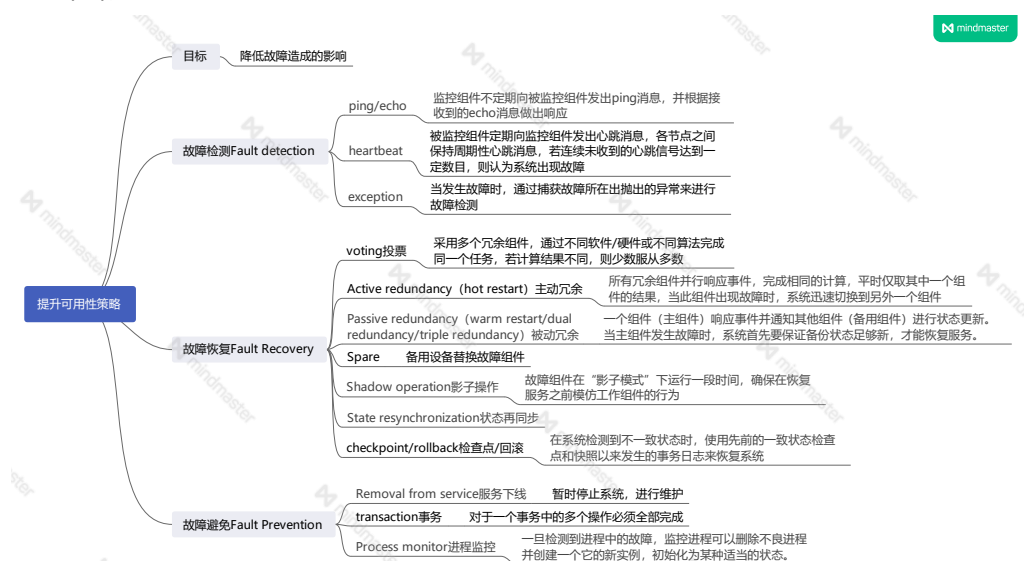 mindmaster
目标
降低故障造成的影响
ping/echo
监控组件不定期向被监控组件发出ping消息，并根据接
收到的echo消息做出响应
故障检测Fault detection
heartbeat
被监控组件定期向监控组件发出心跳消息，各节点之间
保持周期性心跳消息，若连续未收到的心跳信号达到一
定数目，则认为系统出现故障
exception
当发生故障时，通过捕获故障所在出抛出的异常来进行
故障检测
提升可用性策略
voting投票
采用多个冗余组件，通过不同软件/硬件或不同算法完成
同一个任务，若计算结果不同，则少数服从多数
Active redundancy（hot restart）主动冗余
所有冗余组件并行响应事件，完成相同的计算，平时仅取其中一个组
件的结果，当此组件出现故障时，系统迅速切换到另外一个组件
Passive redundancy（warm restart/dual
redundancy/triple redundancy）被动冗余
一个组件（主组件）响应事件并通知其他组件（备用组件）进行状态更新。
当主组件发生故障时，系统首先要保证备份状态足够新，才能恢复服务。
故障恢复Fault Recovery
Spare
备用设备替换故障组件
Shadow operation影子操作
故障组件在“影子模式”下运行一段时间，确保在恢复
服务之前模仿工作组件的行为
State resynchronization状态再同步
checkpoint/rollback检查点/回滚
在系统检测到不一致状态时，使用先前的一致状态检查
点和快照以来发生的事务日志来恢复系统
Removal from service服务下线
暂时停止系统，进行维护
故障避免Fault Prevention
transaction事务
对于一个事务中的多个操作必须全部完成
Process monitor进程监控
一旦检测到进程中的故障，监控进程可以删除不良进程
并创建一个它的新实例，初始化为某种适当的状态。